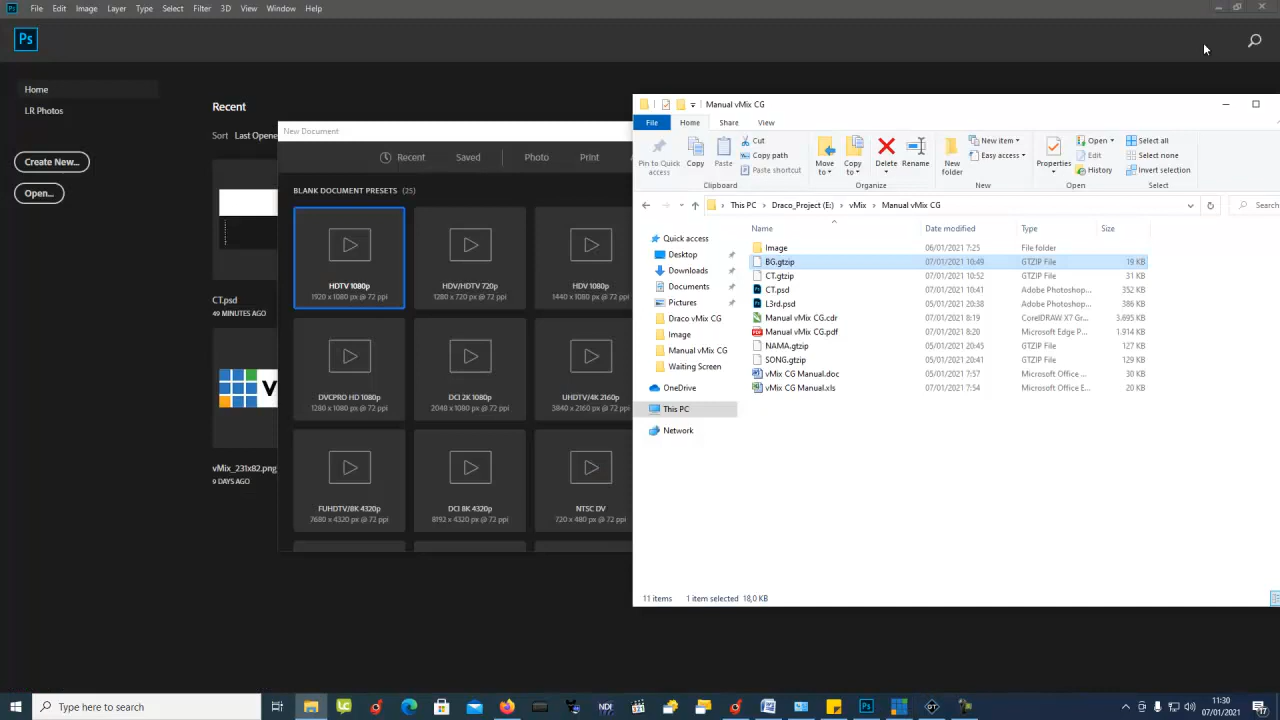 Ps File Edit Image Layer Type Select Filter 3D View Window Help
Ps
Home
LR Photos
Recent
Sort Last Opene
Create New...
Open...
CT.psd
49 MINUTES AGO
V
vMix_231x82.png
9 DAYS AGO
New Document
Recent Saved Photo Print
BLANK DOCUMENT PRESETS (25)
HDTV 1080p
1920 x 1080 px @ 72 ppi
HDV/HDTV 720p
1280 x 720 px @ 72 ppi
HDV 1080p
1440 x 1080 px @ 72 ppi
DVCPRO HD 1080p
1280 x 1080 px @ 72 ppi
DCI 2K 1080p
2048 x 1080 px @ 72 ppi
UHDTV/4K 2160p
3840 x 2160 px @ 72 ppi
FUHDTV/8K 4320p
7680 x 4320 px @ 72 ppi
DCI 8K 4320p
8192 x 4320 px @ 72 ppi
NTSC DV
720 x 480 px @ 72 ppi
Manual vMix CG
File Home Share View
Pin to Quick access
Copy
Paste
Cut
Copy path
Paste shortcut
Clipboard
Move to
Copy to
Delete
Rename
Organize
New folder
New item
Easy access
New
Properties
Open
Edit
History
Open
Select all
Select none
Invert selection
Select
This PC > Draco_Project (E:) > vMix > Manual vMix CG
Search
Name Date modified Type Size
Quick access
Desktop
Downloads
Documents
Pictures
Draco vMix CG
Image
Manual vMix CG
Waiting Screen
OneDrive
This PC
Network
Image 06/01/2021 7:25 File folder
BG.gtzip 07/01/2021 10:49 GTZIP File 19 KB
CT.gtzip 07/01/2021 10:52 GTZIP File 31 KB
CT.psd 07/01/2021 10:41 Adobe Photoshop... 352 KB
L3rd.psd 05/01/2021 20:38 Adobe Photoshop... 386 KB
Manual vMix CG.cdr 07/01/2021 8:19 CorelDRAW X7 Gr... 3.695 KB
Manual vMix CG.pdf 07/01/2021 8:20 Microsoft Edge P... 1.914 KB
NAMA.gtzip 05/01/2021 20:45 GTZIP File 127 KB
SONG.gtzip 05/01/2021 20:41 GTZIP File 129 KB
vMix CG Manual.doc 05/01/2021 7:57 Microsoft Office ... 30 KB
vMix CG Manual.xls 07/01/2021 7:54 Microsoft Office E... 20 KB
11 items 1 item selected 18,0 KB
Type here to search
LC
NDI
Ps
GT
11:30
07/01/2021